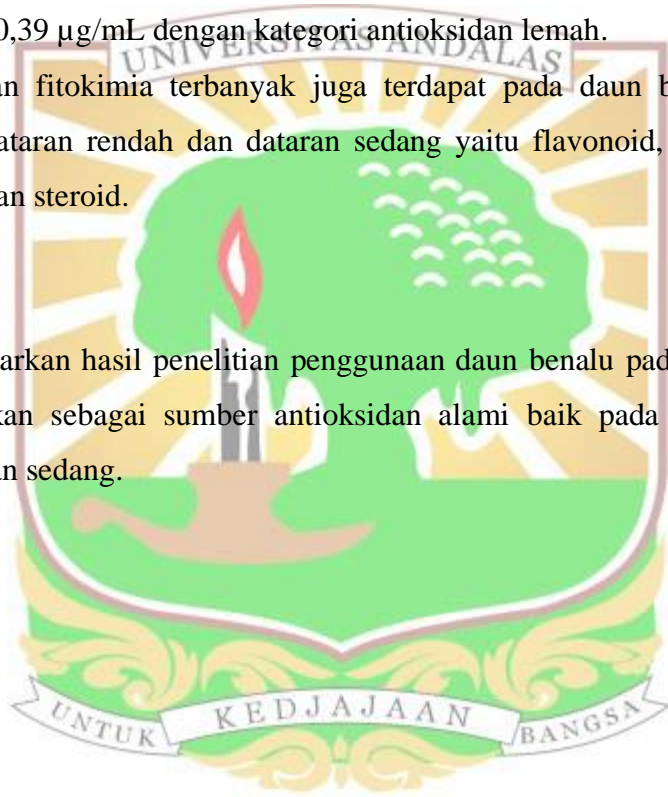 0,39 µg/mL dengan kategori antioksidan lemah.
UNIVERSITAS ANDALAS
an fitokimia terbanyak juga terdapat pada daun b
ataran rendah dan dataran sedang yaitu flavonoid,
an steroid.
arkan hasil penelitian penggunaan daun benalu pad
kan sebagai sumber antioksidan alami baik pada
an sedang.
UNTUK KEDJAJAAN BANGSA